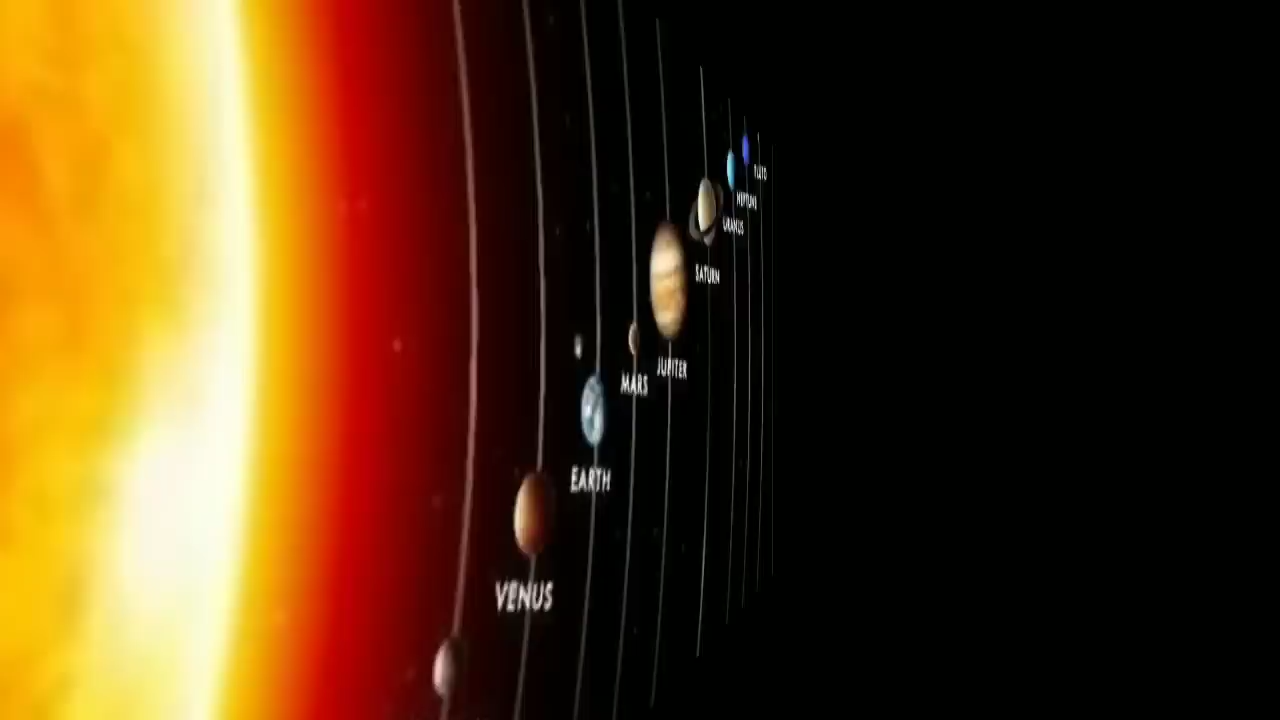 VENUS
EARTH
MARS
JUPITER
SATURN
URANUS
NEPTUNE
PLUTO